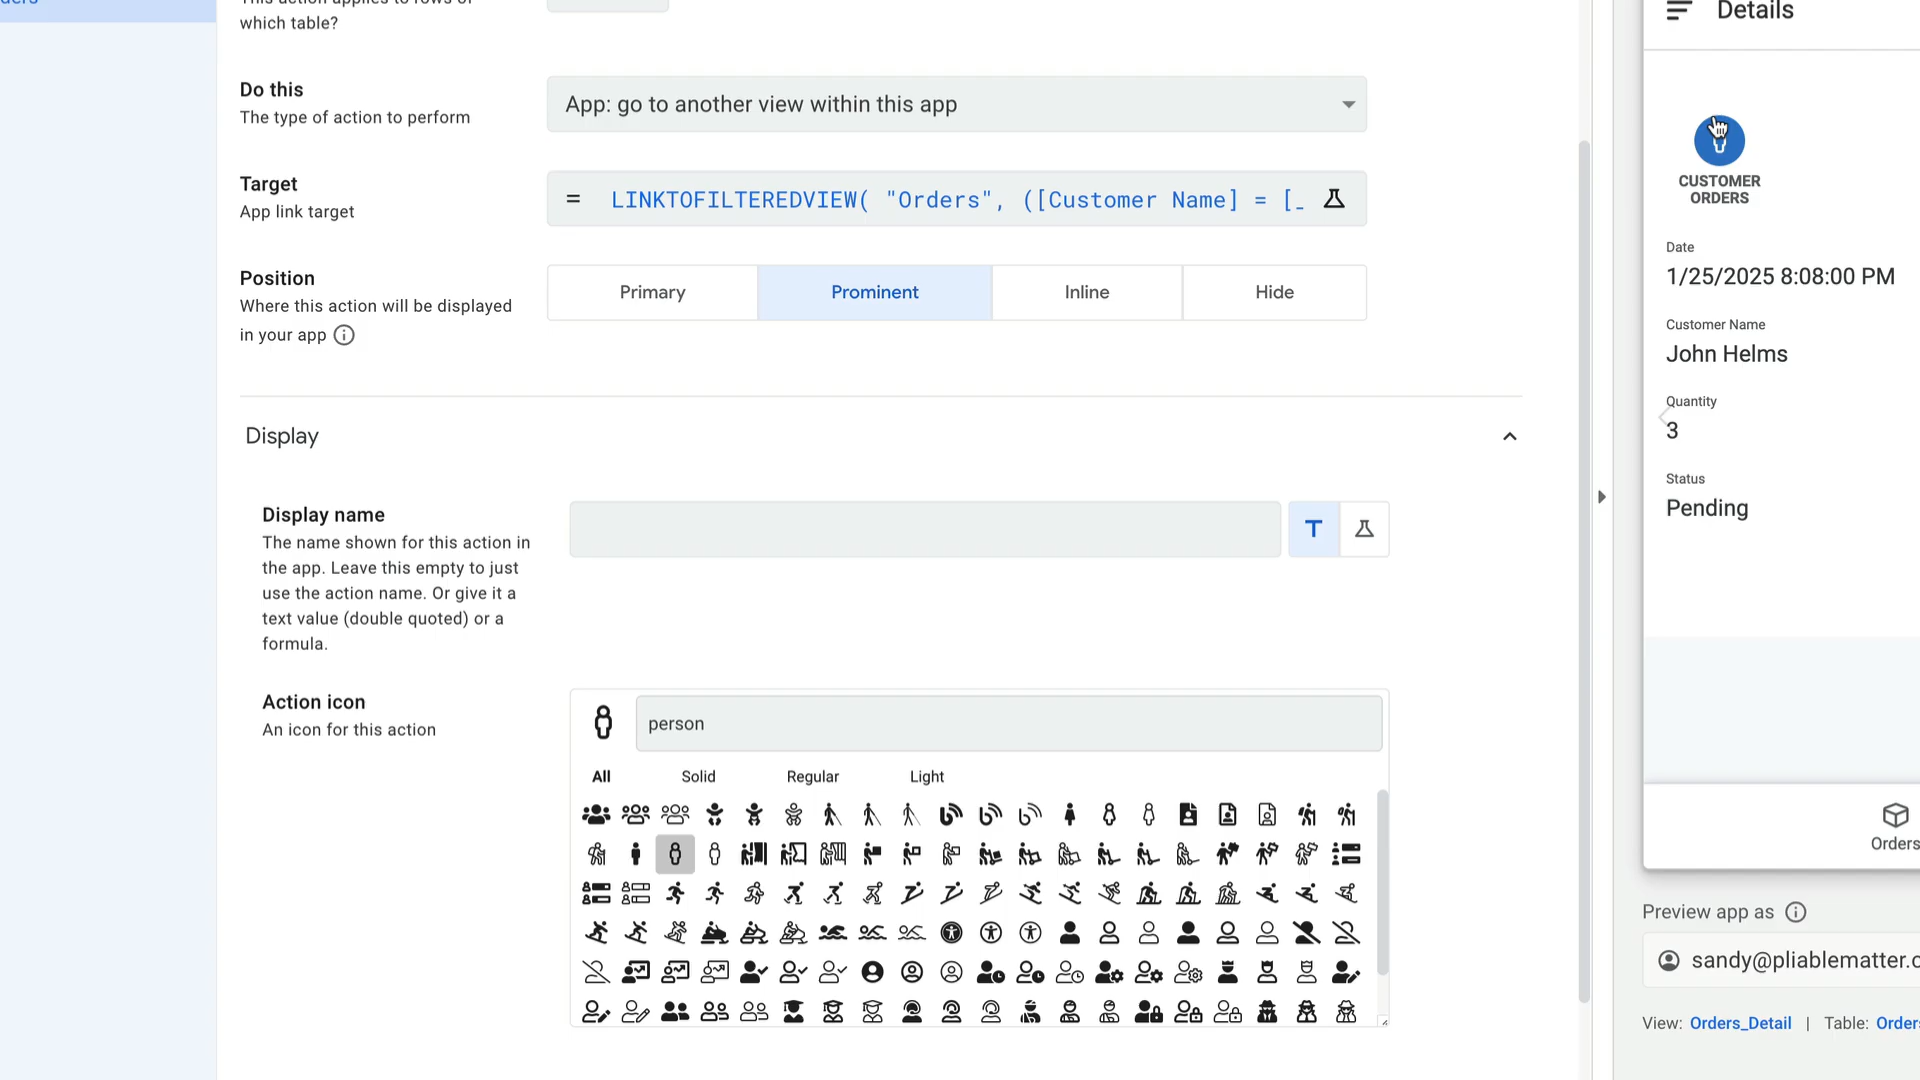 which table?
Do this
The type of action to perform
App: go to another view within this app
Target
App link target
= LINKTOFILTEREDVIEW( "Orders", ([Customer Name] = [_
Position
Where this action will be displayed
in your app
Primary
Prominent
Inline
Hide
Display
Display name
The name shown for this action in
the app. Leave this empty to just
use the action name. Or give it a
text value (double quoted) or a
formula.
T
Action icon
An icon for this action
person
All
Solid
Regular
Light
Details
CUSTOMER
ORDERS
Date
1/25/2025 8:08:00 PM
Customer Name
John Helms
Quantity
3
Status
Pending
Orders
Preview app as
sandy@pliablematter.c
View: Orders_Detail | Table: Order